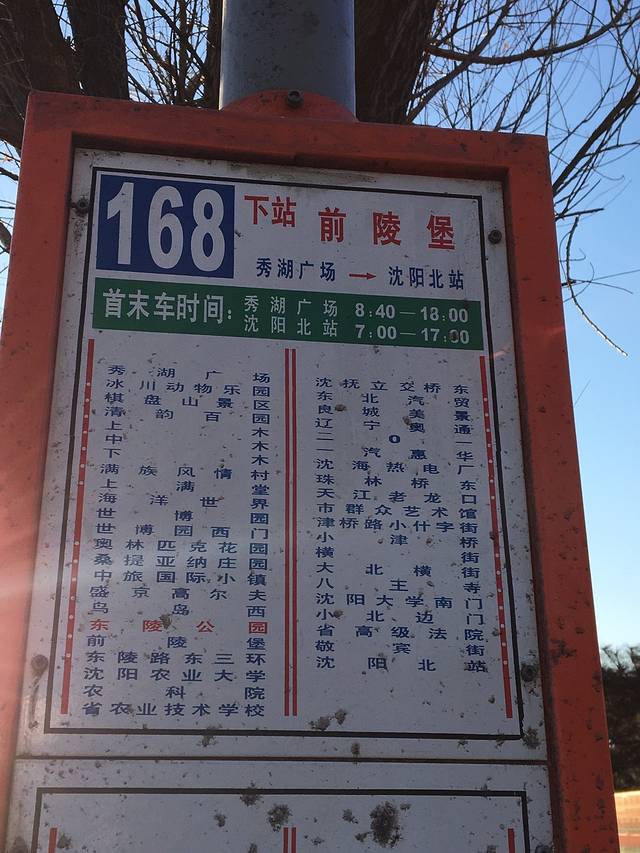 168
下站 前陵堡
秀湖广场 → 沈阳北站
首末车时间: 秀湖广场 8:40—18:00
沈阳北站 7:00—17:00
秀湖广场
冰川动物乐园
棋盘山景区
清韵百园
上木
中木
下木
满族风情村
上满堂
海洋世界
世博园
世博园西门
奥林匹克花园
桑提亚纳庄园
中旅国际小镇
盛京高尔夫
鸟岛西
东陵公园
前陵堡
东陵路东三环
沈阳农业大学
农科院
省农业技术学校
沈抚立交桥东
东北汽贸
良城美景
辽宁奥通
二0一
一汽惠华
沈海热电厂
珠林桥东
天江老龙口
市群众艺术馆
津桥路小什字街
小津桥
横街
大北横街
八王寺
沈阳大学南门
小北边门
省高级法院
敬宾街
沈阳北站